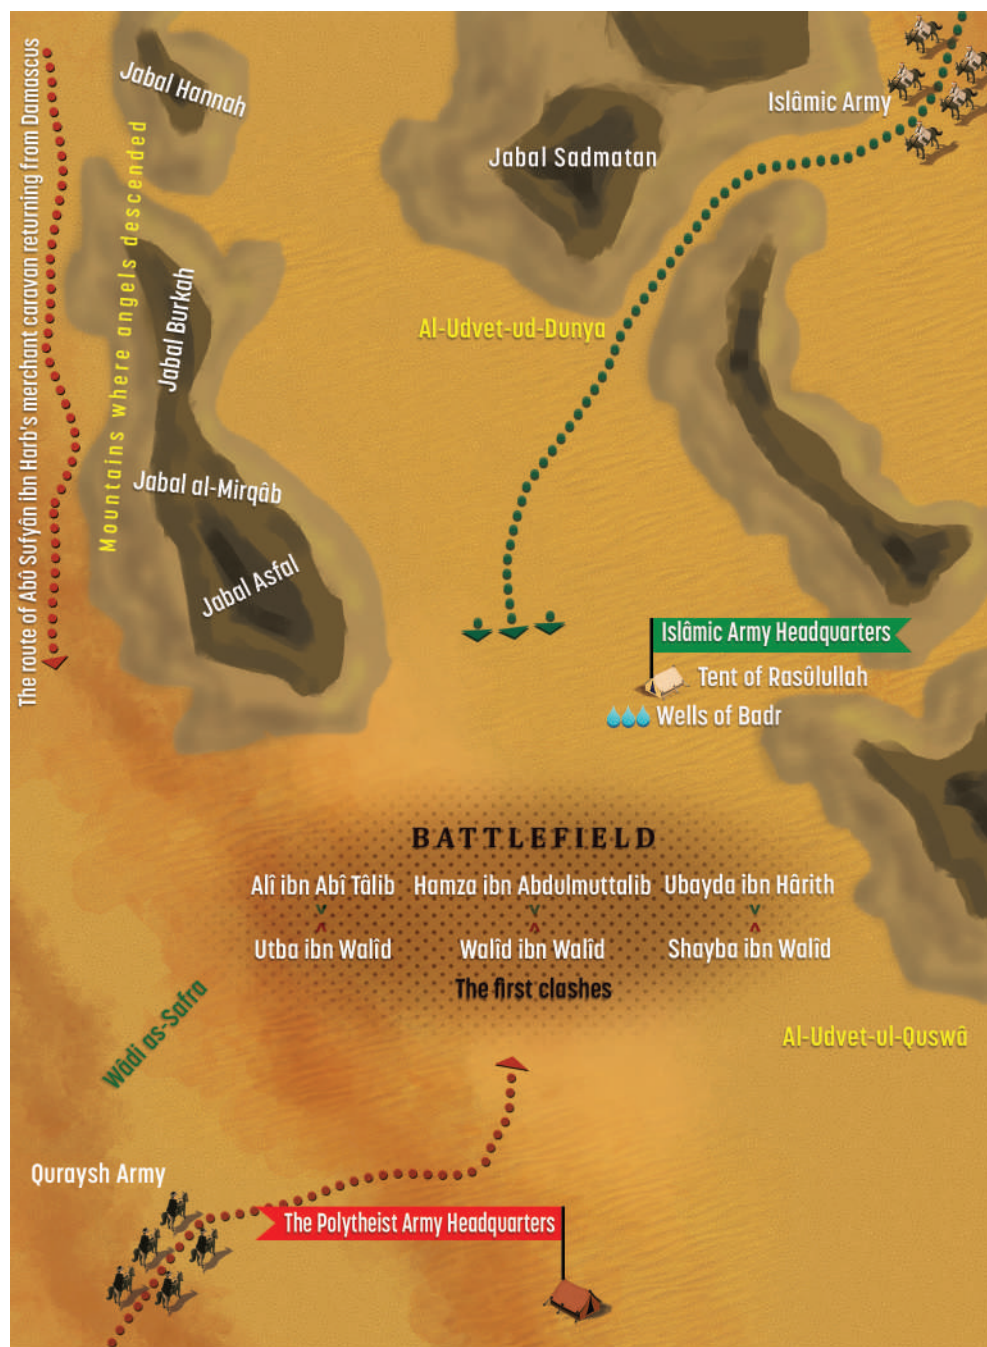 The route of Abû Sufyân ibn Harb's merchant caravan returning from Damascus
Jabal Hannah
Mountains where angels descended
Jabal Sadmatan
Islâmic Army
Jabal Burkah
Al-Udvet-ud-Dunya
Jabal al-Mirqâb
Jabal Asfal
Islâmic Army Headquarters
Tent of Rasûlullah
Wells of Badr
BATTLEFIELD
Alî ibn Abî Tâlib Hamza ibn Abdulmuttalib Ubayda ibn Hârith
Utba ibn Walîd Walîd ibn Walîd Shayba ibn Walîd
The first clashes
Wâdi as-Safra
Al-Udvet-ul-Quswâ
Quraysh Army
The Polytheist Army Headquarters